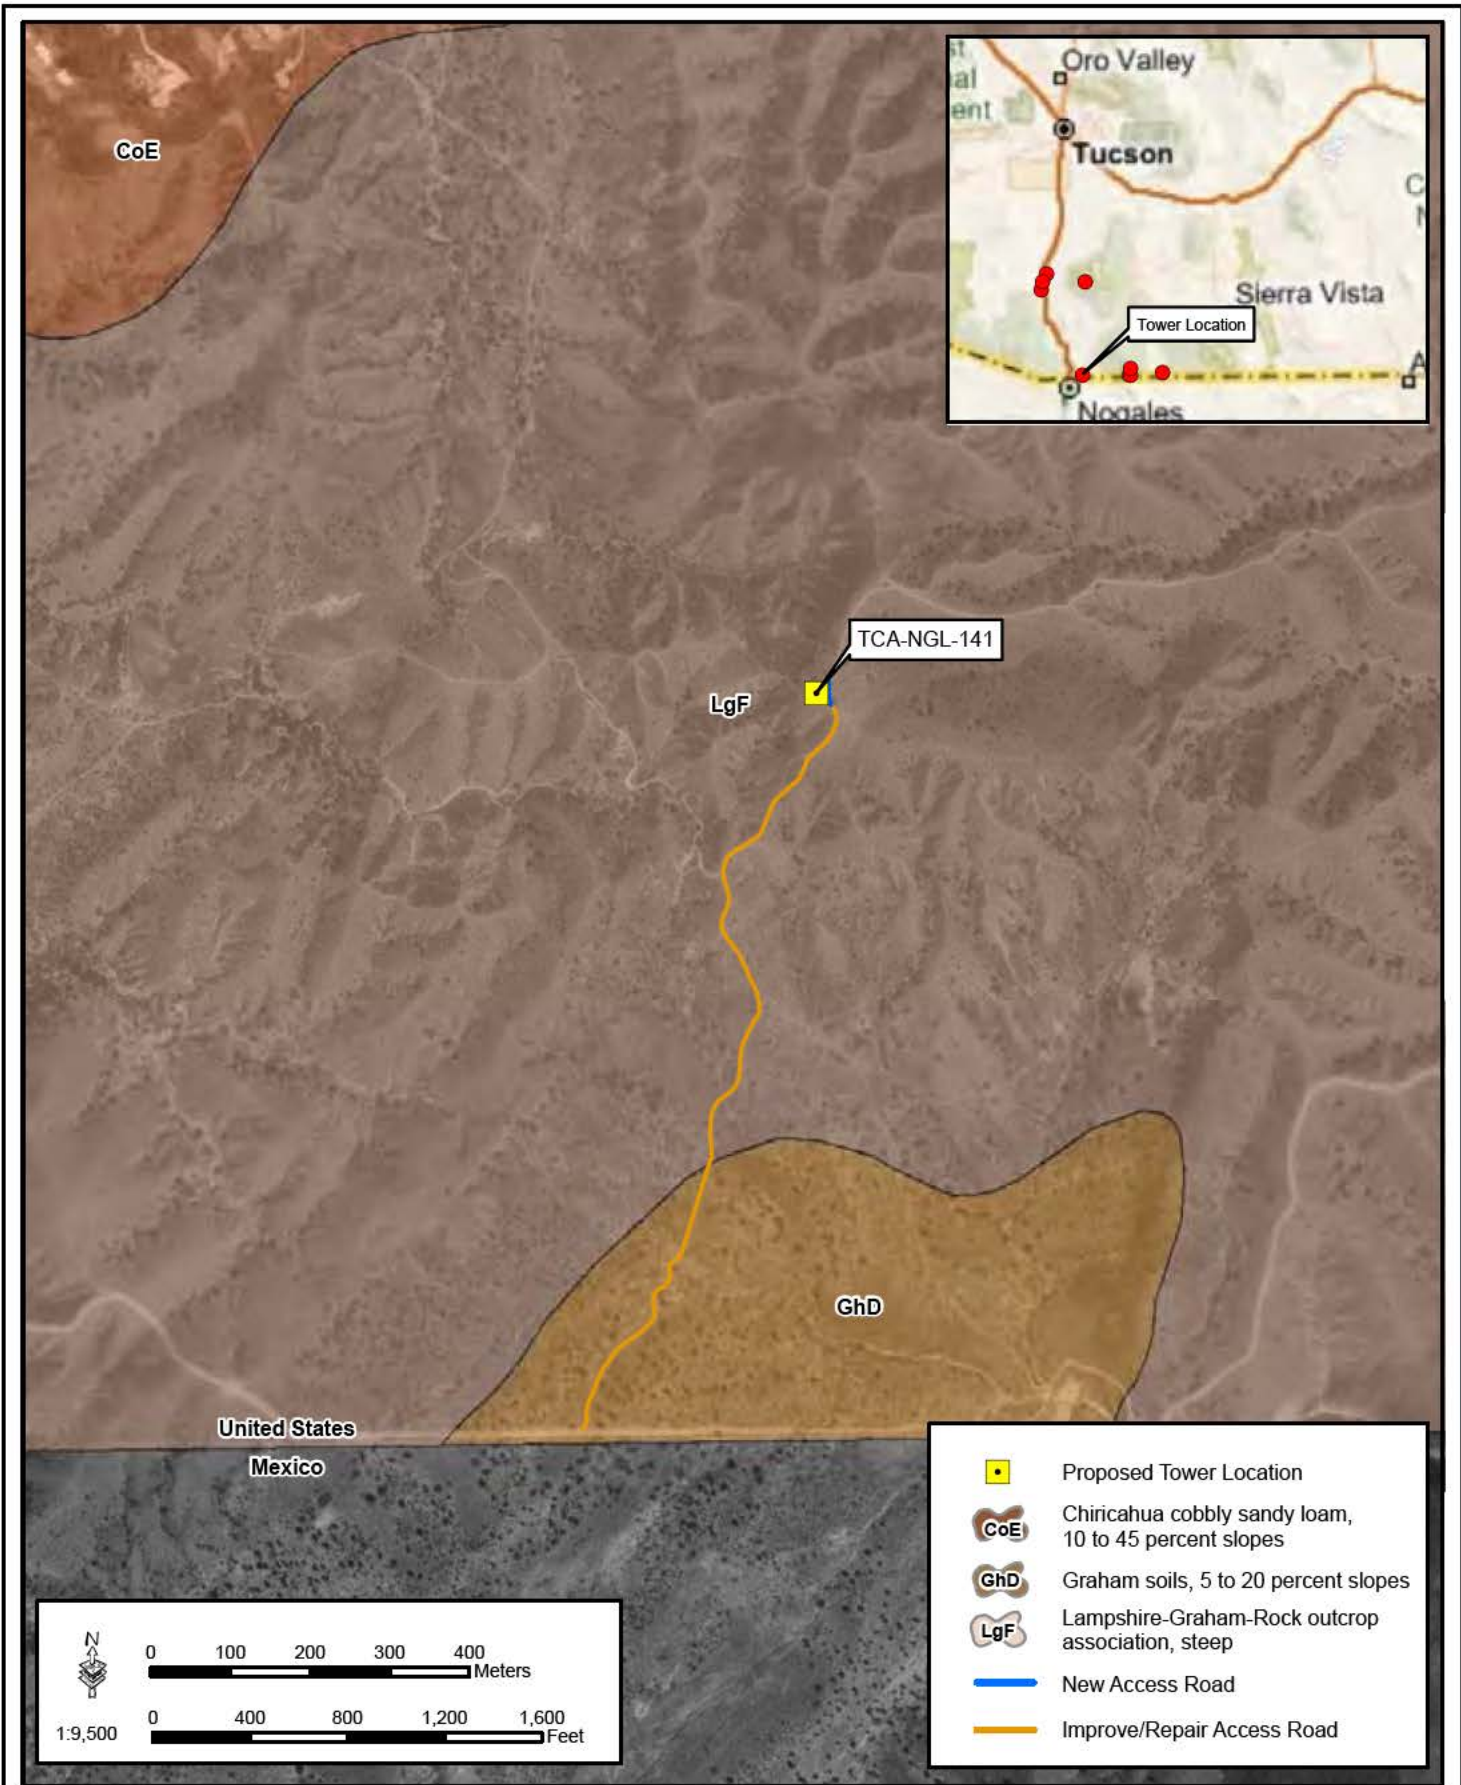 CoE
st
al
ent
Oro Valley
Tucson
C
N
Sierra Vista
Tower Location
A
Nogales
TCA-NGL-141
LgF
GhD
United States
Mexico
Proposed Tower Location
CoE
Chiricahua cobbly sandy loam,
10 to 45 percent slopes
GhD
Graham soils, 5 to 20 percent slopes
LgF
Lampshire-Graham-Rock outcrop
association, steep
New Access Road
Improve/Repair Access Road
N
0 100 200 300 400
Meters
1:9,500
0 400 800 1,200 1,600
Feet